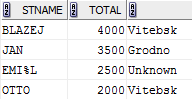 STNAME TOTAL
BLAZEJ 4000 Vitebsk
JAN 3500 Grodno
EMI%L 2500 Unknown
OTTO 2000 Vitebsk